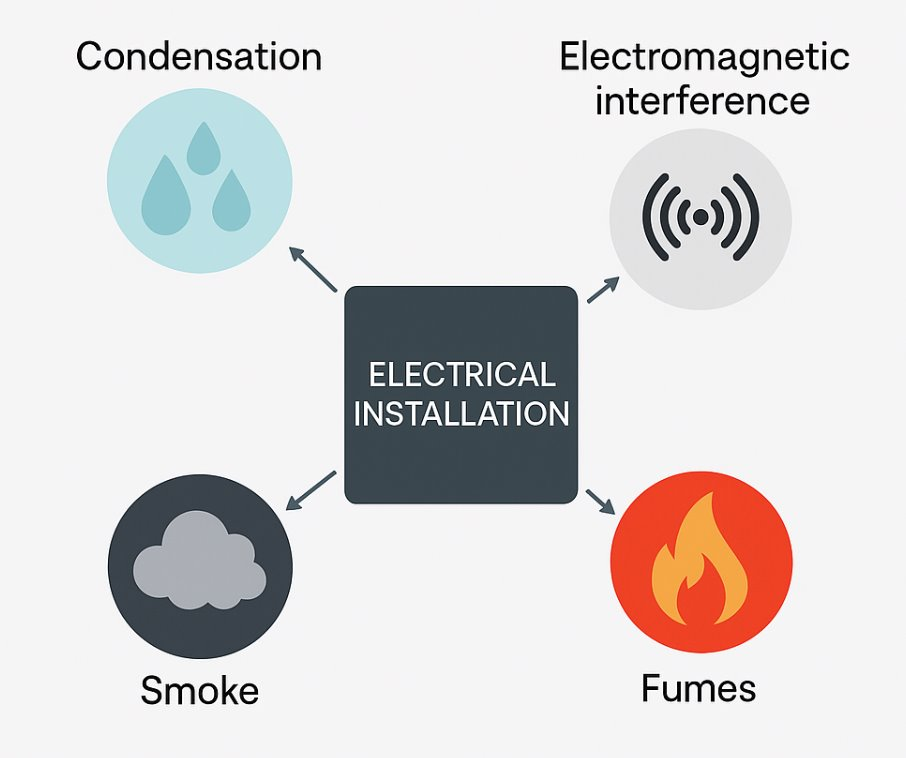 Condensation
Electromagnetic
interference
ELECTRICAL
INSTALLATION
Smoke
Fumes